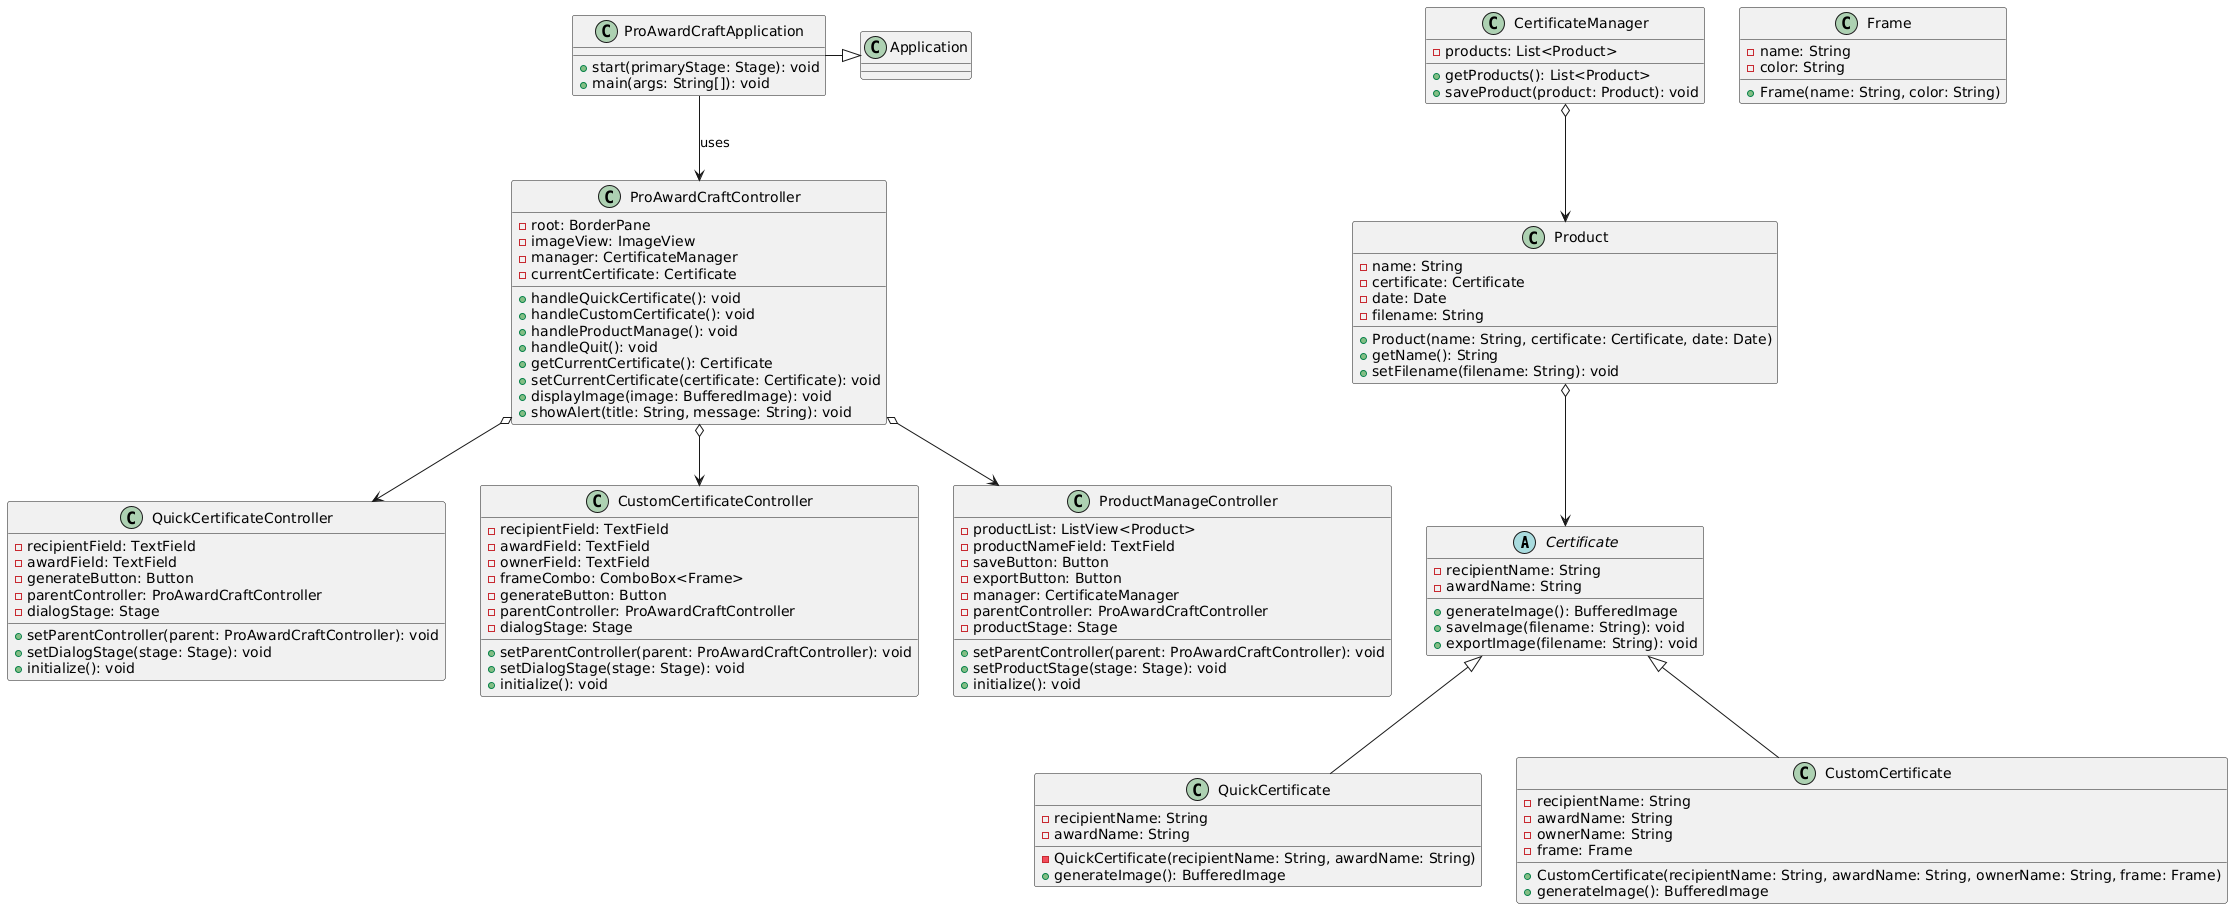 C ProAwardCraftApplication
start(primaryStage: Stage): void
main(args: String[]): void
C Application
uses
C ProAwardCraftController
root: BorderPane
imageView: ImageView
manager: CertificateManager
currentCertificate: Certificate
handleQuickCertificate(): void
handleCustomCertificate(): void
handleProductManage(): void
handleQuit(): void
getCurrentCertificate(): Certificate
setCurrentCertificate(certificate: Certificate): void
displayImage(image: BufferedImage): void
showAlert(title: String, message: String): void
C QuickCertificateController
recipientField: TextField
awardField: TextField
generateButton: Button
parentController: ProAwardCraftController
dialogStage: Stage
setParentController(parent: ProAwardCraftController): void
setDialogStage(stage: Stage): void
initialize(): void
C CustomCertificateController
recipientField: TextField
awardField: TextField
ownerField: TextField
frameCombo: ComboBox<Frame>
generateButton: Button
parentController: ProAwardCraftController
dialogStage: Stage
setParentController(parent: ProAwardCraftController): void
setDialogStage(stage: Stage): void
initialize(): void
C ProductManageController
productList: ListView<Product>
productNameField: TextField
saveButton: Button
exportButton: Button
manager: CertificateManager
parentController: ProAwardCraftController
productStage: Stage
setParentController(parent: ProAwardCraftController): void
setProductStage(stage: Stage): void
initialize(): void
C CertificateManager
products: List<Product>
getProducts(): List<Product>
saveProduct(product: Product): void
C Frame
name: String
color: String
Frame(name: String, color: String)
C Product
name: String
certificate: Certificate
date: Date
filename: String
Product(name: String, certificate: Certificate, date: Date)
getName(): String
setFilename(filename: String): void
A Certificate
recipientName: String
awardName: String
generateImage(): BufferedImage
saveImage(filename: String): void
exportImage(filename: String): void
C QuickCertificate
recipientName: String
awardName: String
QuickCertificate(recipientName: String, awardName: String)
generateImage(): BufferedImage
C CustomCertificate
recipientName: String
awardName: String
ownerName: String
frame: Frame
CustomCertificate(recipientName: String, awardName: String, ownerName: String, frame: Frame)
generateImage(): BufferedImage